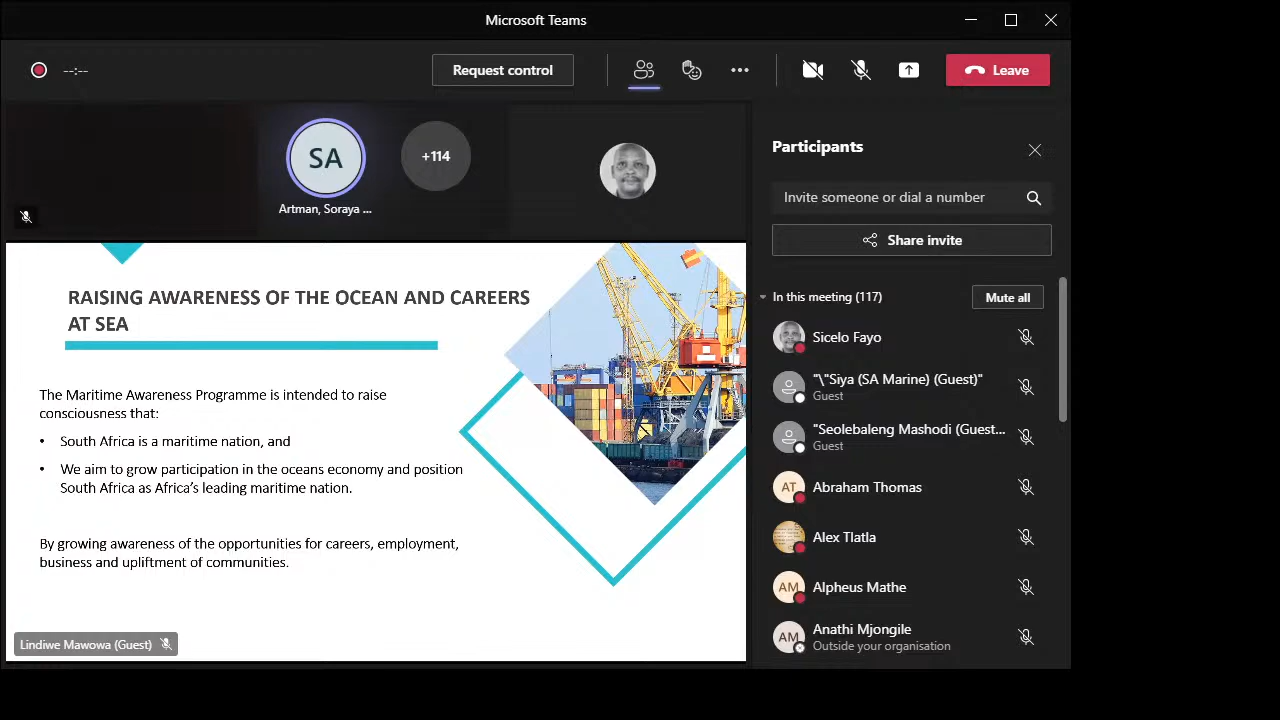 Microsoft Teams
--:--
Request control
Leave
SA
+114
Artman, Soraya ...
Participants
Invite someone or dial a number
Share invite
In this meeting (117)
Mute all
Sicelo Fayo
"\"Siya (SA Marine) (Guest)"
Guest
"Seolebaleng Mashodi (Guest...
Guest
AT
Abraham Thomas
Alex Tlatla
AM
Alpheus Mathe
AM
Anathi Mjongile
Outside your organisation
RAISING AWARENESS OF THE OCEAN AND CAREERS
AT SEA
The Maritime Awareness Programme is intended to raise
consciousness that:
• South Africa is a maritime nation, and
• We aim to grow participation in the oceans economy and position
South Africa as Africa's leading maritime nation.
By growing awareness of the opportunities for careers, employment,
business and upliftment of communities.
Lindiwe Mawowa (Guest)